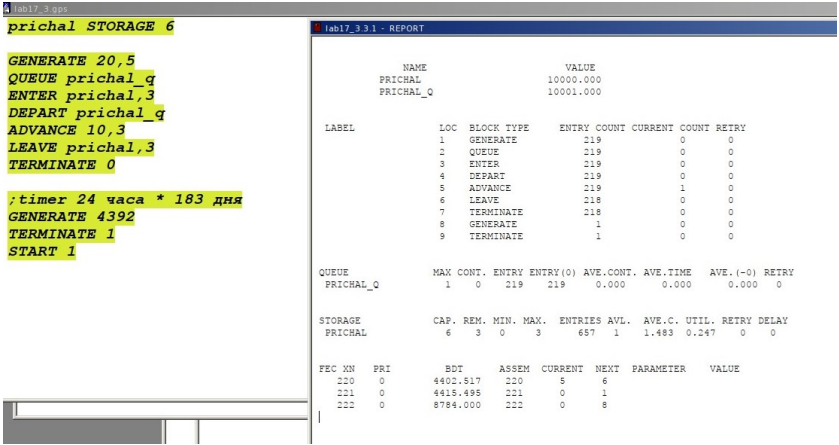 lab17_3.gps
prichal STORAGE 6
GENERATE 20,5
QUEUE prichal_q
ENTER prichal,3
DEPART prichal_q
ADVANCE 10,3
LEAVE prichal,3
TERMINATE 0
;timer 24 часа * 183 дня
GENERATE 4392
TERMINATE 1
START 1
lab17_3.3.1 - REPORT
NAME VALUE
PRICHAL 10000.000
PRICHAL_Q 10001.000
LABEL LOC BLOCK TYPE ENTRY COUNT CURRENT COUNT RETRY
1 GENERATE 219 0 0
2 QUEUE 219 0 0
3 ENTER 219 0 0
4 DEPART 219 0 0
5 ADVANCE 219 1 0
6 LEAVE 218 0 0
7 TERMINATE 218 0 0
8 GENERATE 1 0 0
9 TERMINATE 1 0 0
QUEUE MAX CONT. ENTRY ENTRY(0) AVE.CONT. AVE.TIME AVE.(-0) RETRY
PRICHAL_Q 1 0 219 219 0.000 0.000 0.000 0
STORAGE CAP. REM. MIN. MAX. ENTRIES AVL. AVE.C. UTIL. RETRY DELAY
PRICHAL 6 3 0 3 657 1 1.483 0.247 0 0
FEC XN PRI BDT ASSEM CURRENT NEXT PARAMETER VALUE
220 0 4402.517 220 5 6
221 0 4415.495 221 0 1
222 0 8784.000 222 0 8